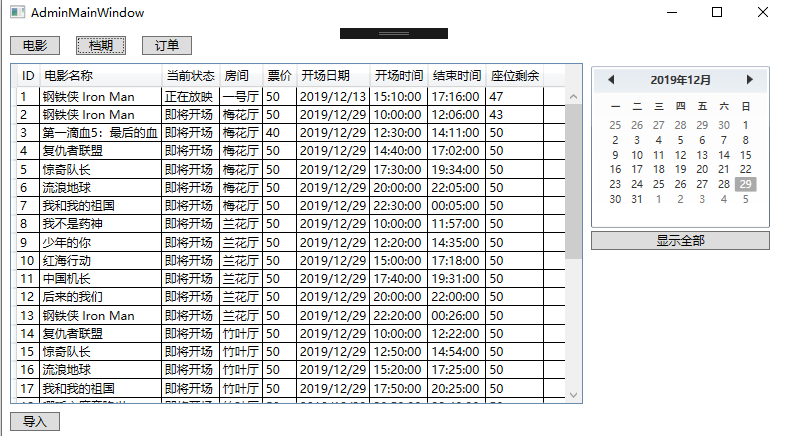 AdminMainWindow
电影 档期 订单
ID 电影名称 当前状态 房间 票价 开场日期 开场时间 结束时间 座位剩余
1 钢铁侠 Iron Man 正在放映 一号厅 50 2019/12/13 15:10:00 17:16:00 47
2 钢铁侠 Iron Man 即将开场 梅花厅 50 2019/12/29 10:00:00 12:06:00 43
3 第一滴血5：最后的血 即将开场 梅花厅 40 2019/12/29 12:30:00 14:11:00 50
4 复仇者联盟 即将开场 梅花厅 50 2019/12/29 14:40:00 17:02:00 50
5 惊奇队长 即将开场 梅花厅 50 2019/12/29 17:30:00 19:34:00 50
6 流浪地球 即将开场 梅花厅 50 2019/12/29 20:00:00 22:05:00 50
7 我和我的祖国 即将开场 梅花厅 50 2019/12/29 22:30:00 00:05:00 50
8 我不是药神 即将开场 兰花厅 50 2019/12/29 10:00:00 11:57:00 50
9 少年的你 即将开场 兰花厅 50 2019/12/29 12:20:00 14:35:00 50
10 红海行动 即将开场 兰花厅 50 2019/12/29 15:00:00 17:18:00 50
11 中国机长 即将开场 兰花厅 50 2019/12/29 17:40:00 19:31:00 50
12 后来的我们 即将开场 兰花厅 50 2019/12/29 20:00:00 22:00:00 50
13 钢铁侠 Iron Man 即将开场 兰花厅 50 2019/12/29 22:20:00 00:26:00 50
14 复仇者联盟 即将开场 竹叶厅 50 2019/12/29 10:00:00 12:22:00 50
15 惊奇队长 即将开场 竹叶厅 50 2019/12/29 12:50:00 14:54:00 50
16 流浪地球 即将开场 竹叶厅 50 2019/12/29 15:20:00 17:25:00 50
17 我和我的祖国 即将开场 竹叶厅 50 2019/12/29 17:50:00 20:25:00 50
导入
2019年12月
一 二 三 四 五 六 日
25 26 27 28 29 30 1
2 3 4 5 6 7 8
9 10 11 12 13 14 15
16 17 18 19 20 21 22
23 24 25 26 27 28 29
30 31 1 2 3 4 5
显示全部